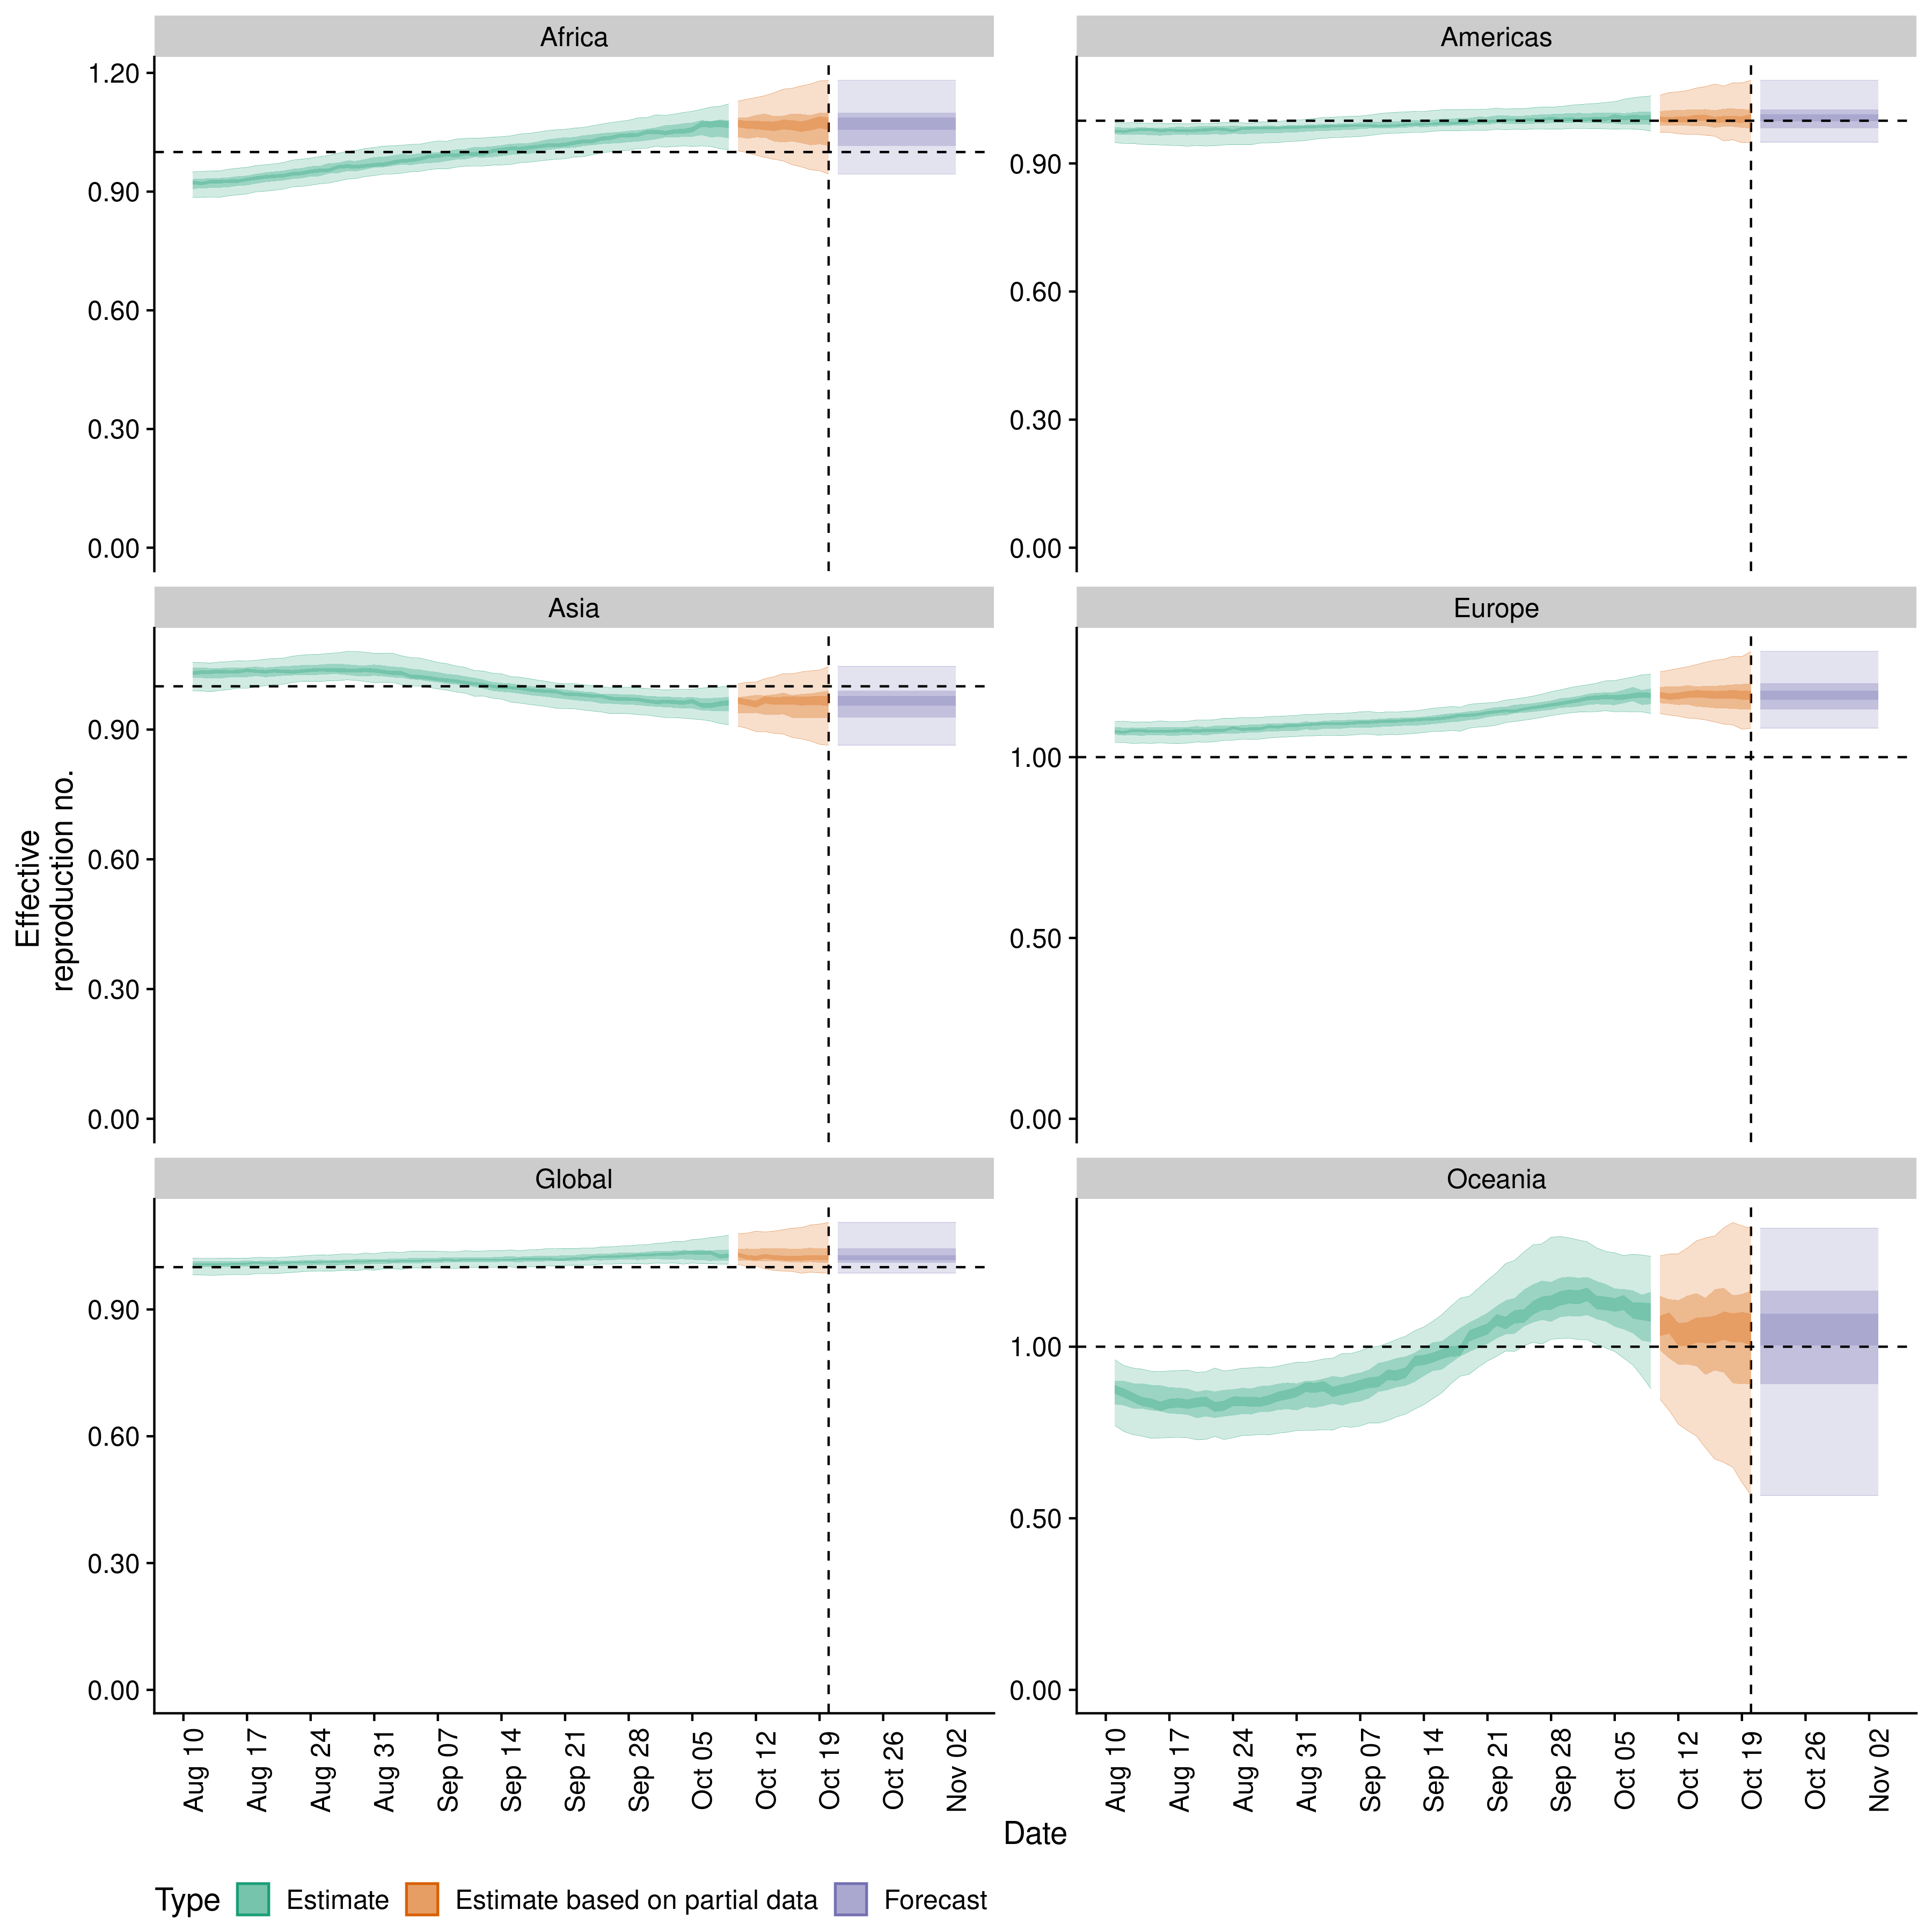 Africa
Americas
1.20
0.90
0.60
0.30
0.00
0.90
0.60
0.30
0.00
Asia
Europe
0.90
0.60
0.30
0.00
1.00
0.50
0.00
Global
Oceania
0.90
0.60
0.30
0.00
1.00
0.50
0.00
Effective
reproduction no.
Aug 10
Aug 17
Aug 24
Aug 31
Sep 07
Sep 14
Sep 21
Sep 28
Oct 05
Oct 12
Oct 19
Oct 26
Nov 02
Aug 10
Aug 17
Aug 24
Aug 31
Sep 07
Sep 14
Sep 21
Sep 28
Oct 05
Oct 12
Oct 19
Oct 26
Nov 02
Date
Type Estimate Estimate based on partial data Forecast